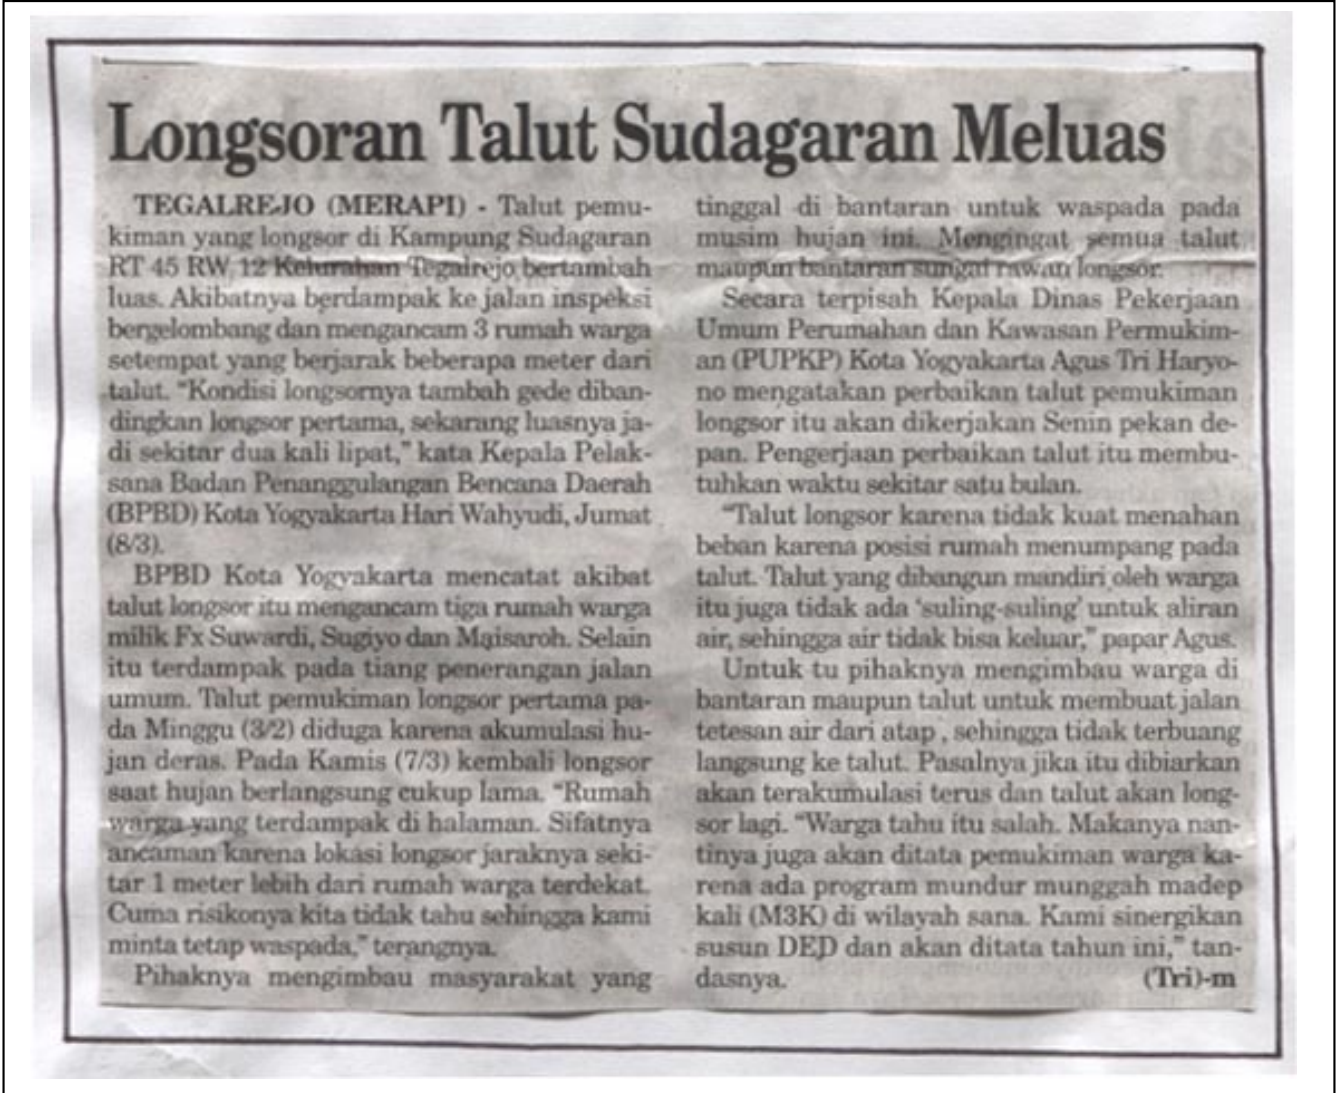 Longsoran Talut Sudagaran Meluas
TEGALREJO (MERAPI) - Talut pemu-
kiman yang longsor di Kampung Sudagaran
RT 45 RW 12 Kelurahan Tegalrejo bertambah
luas. Akibatnya berdampak ke jalan inspeksi
bergelombang dan mengancam 3 rumah warga
setempat yang berjarak beberapa meter dari
talut. "Kondisi longsornya tambah gede diban-
dingkan longsor pertama, sekarang luasnya ja-
di sekitar dua kali lipat," kata Kepala Pelak-
sana Badan Penanggulangan Bencana Daerah
(BPBD) Kota Yogyakarta Hari Wahyudi, Jumat
(8/3).
BPBD Kota Yogyakarta mencatat akibat
talut longsor itu mengancam tiga rumah warga
milik Fx Suwardi, Sugiyo dan Maisaroh. Selain
itu terdampak pada tiang penerangan jalan
umum. Talut pemukiman longsor pertama pa-
da Minggu (3/2) diduga karena akumulasi hu-
jan deras. Pada Kamis (7/3) kembali longsor
saat hujan berlangsung cukup lama. "Rumah
warga yang terdampak di halaman. Sifatnya
ancaman karena lokasi longsor jaraknya seki-
tar 1 meter lebih dari rumah warga terdekat.
Cuma risikonya kita tidak tahu sehingga kami
minta tetap waspada," terangnya.
Pihaknya mengimbau masyarakat yang
tinggal di bantaran untuk waspada pada
musim hujan ini. Mengingat semua talut
maupun bantaran sungai rawan longsor.
Secara terpisah Kepala Dinas Pekerjaan
Umum Perumahan dan Kawasan Permukim-
an (PUPKP) Kota Yogyakarta Agus Tri Haryo-
no mengatakan perbaikan talut pemukiman
longsor itu akan dikerjakan Senin pekan de-
pan. Pengerjaan perbaikan talut itu membu-
tuhkan waktu sekitar satu bulan.
"Talut longsor karena tidak kuat menahan
beban karena posisi rumah menumpang pada
talut. Talut yang dibangun mandiri oleh warga
itu juga tidak ada 'suling-suling' untuk aliran
air, sehingga air tidak bisa keluar," papar Agus.
Untuk tu pihaknya mengimbau warga di
bantaran maupun talut untuk membuat jalan
tetesan air dari atap , sehingga tidak terbuang
langsung ke talut. Pasalnya jika itu dibiarkan
akan terakumulasi terus dan talut akan long-
sor lagi. "Warga tahu itu salah. Makanya nan-
tinya juga akan ditata pemukiman warga ka-
rena ada program mundur munggah madep
kali (M3K) di wilayah sana. Kami sinergikan
susun DED dan akan ditata tahun ini," tan-
dasnya. (Tri)-m